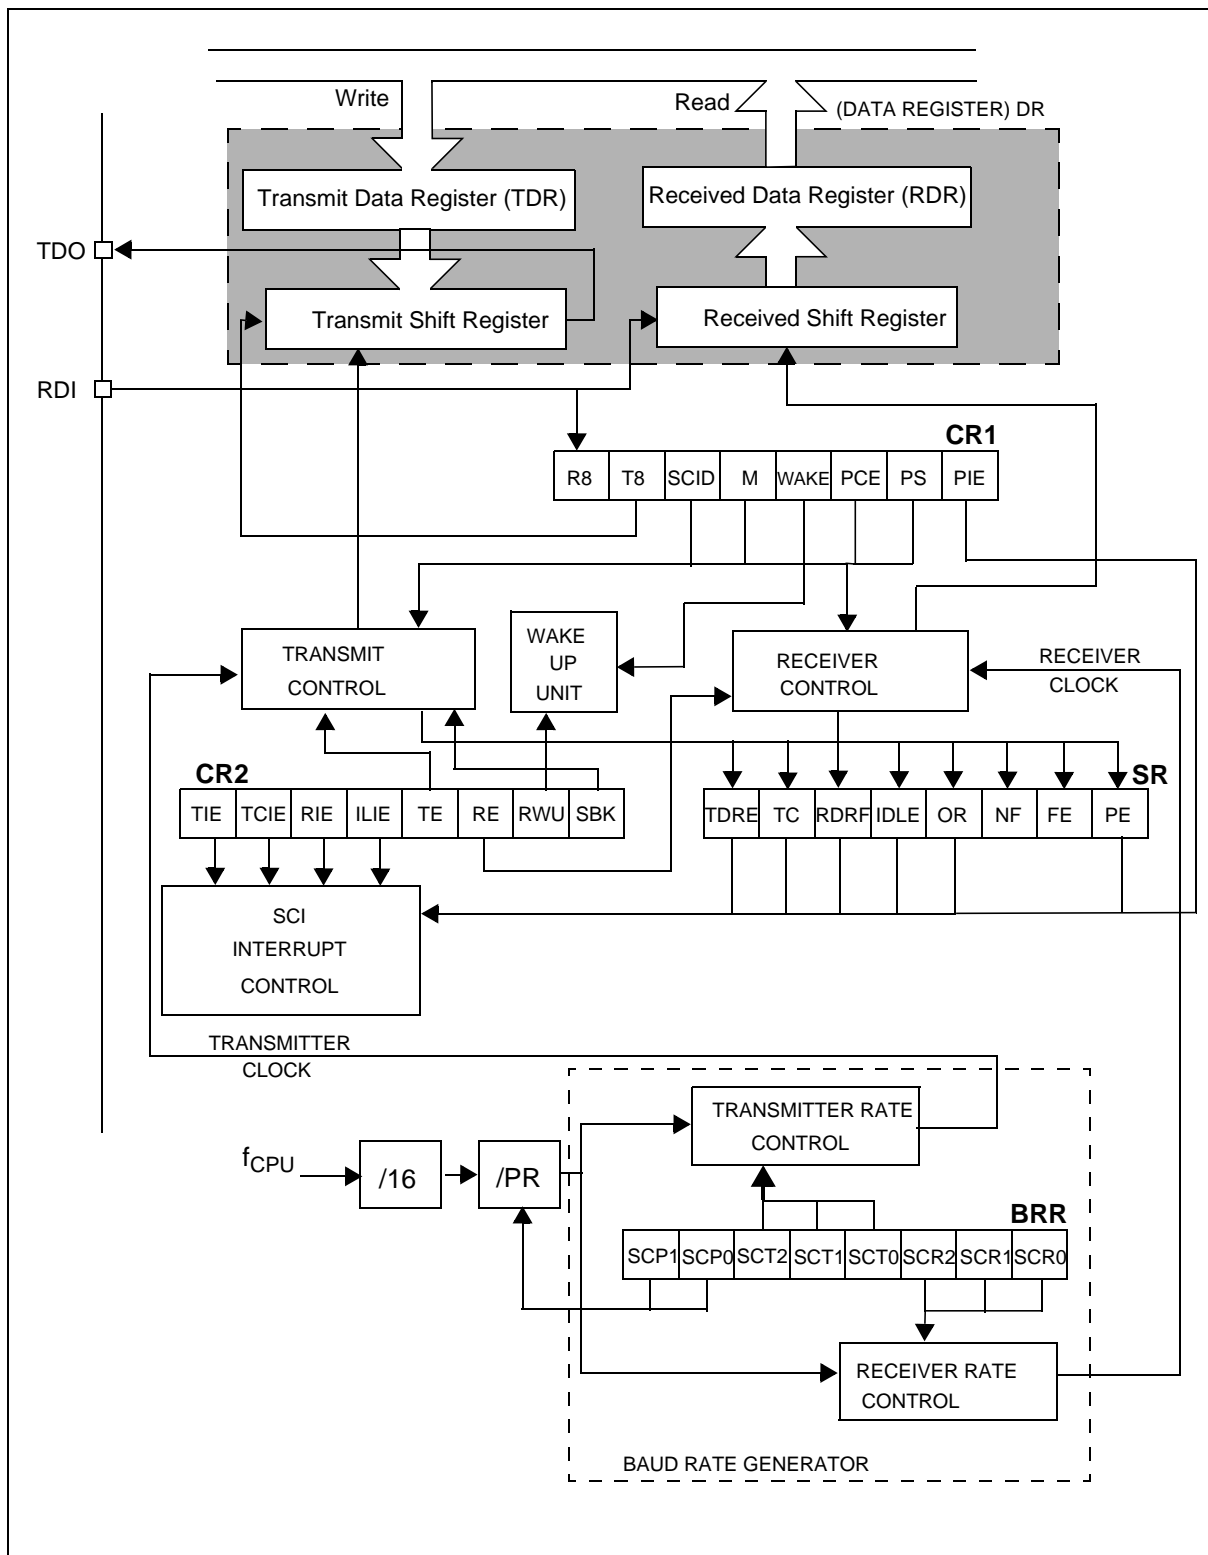 Write
Read
(DATA REGISTER) DR
Transmit Data Register (TDR)
Received Data Register (RDR)
TDO
Transmit Shift Register
Received Shift Register
RDI
CR1
R8 T8 SCID M WAKE PCE PS PIE
TRANSMIT
CONTROL
WAKE
UP
UNIT
RECEIVER
CONTROL
RECEIVER
CLOCK
CR2
TIE TCIE RIE ILIE TE RE RWU SBK
SR
TDRE TC RDRF IDLE OR NF FE PE
SCI
INTERRUPT
CONTROL
TRANSMITTER
CLOCK
TRANSMITTER RATE
CONTROL
fCPU
/16
/PR
BRR
SCP1 SCP0 SCT2 SCT1 SCT0 SCR2 SCR1 SCR0
RECEIVER RATE
CONTROL
BAUD RATE GENERATOR